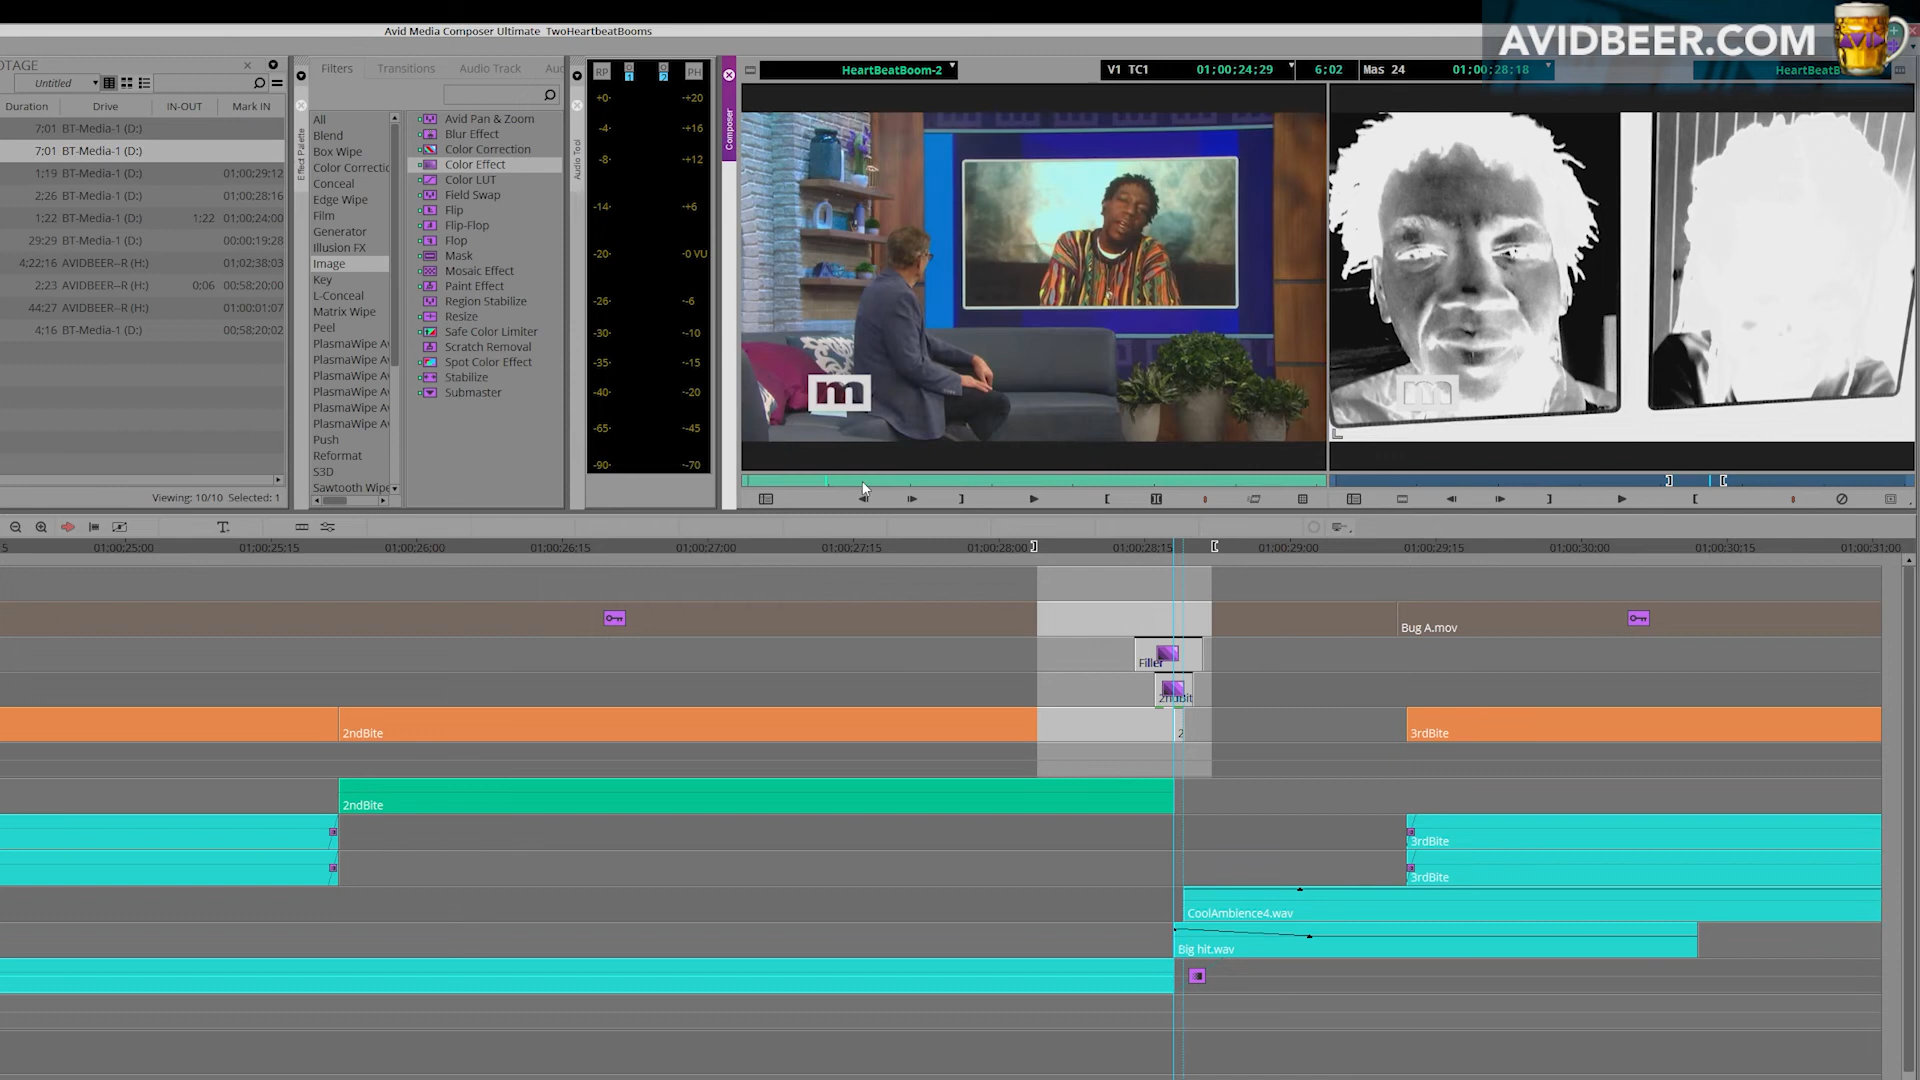 Avid Media Composer Ultimate TwoHeartbeatBooms
AVIDBEER.COM
OTAGE
Untitled
Duration Drive IN-OUT Mark IN
7:01 BT-Media-1 (D:)
7:01 BT-Media-1 (D:)
1:19 BT-Media-1 (D:) 01:00:29;12
2:26 BT-Media-1 (D:) 01:00:28:16
1:22 BT-Media-1 (D:) 1:22 01:00:24:00
29:29 BT-Media-1 (D:) 00:00:19:28
4;22;16 AVIDBEER--R (H:) 01;02;38;03
2:23 AVIDBEER--R (H:) 0:06 00:58:20:00
44:27 AVIDBEER--R (H:) 01:00:01:07
4;16 BT-Media-1 (D:) 00;58;20;02
Viewing: 10/10 Selected: 1
Effect Palette
Filters Transitions Audio Track Au
All
Blend
Box Wipe
Color Correctic
Conceal
Edge Wipe
Film
Generator
Illusion FX
Image
Key
L-Conceal
Matrix Wipe
Peel
PlasmaWipe Av
PlasmaWipe Av
PlasmaWipe Av
PlasmaWipe Av
PlasmaWipe Av
PlasmaWipe Av
Push
Reformat
S3D
Sawtooth Wipe
Avid Pan & Zoom
Blur Effect
Color Correction
Color Effect
Color LUT
Field Swap
Flip
Flip-Flop
Flop
Mask
Mosaic Effect
Paint Effect
Region Stabilize
Resize
Safe Color Limiter
Scratch Removal
Spot Color Effect
Stabilize
Submaster
Audio Tool
RP 1 2 PH
+0- -+20
-4- -+16
-8- -+12
-14- -+6
-20- -0 VU
-26- -6
-30- -10
-35- -15
-40- -20
-65- -45
-90- -70
Composer
HeartBeatBoom-2
V1 TC1 01:00:24:29 6:02 Mas 24 01:00:28:18
HeartBeatB
m
m
5 01:00:25:00 01:00:25:15 01:00:26:00 01:00:26:15 01:00:27:00 01:00:27:15 01:00:28:00 01:00:28:15 01:00:29:00 01:00:29:15 01:00:30:00 01:00:30:15 01:00:31:00
Bug A.mov
Filler
2ndBit
2ndBite 2 3rdBite
2ndBite
3rdBite
3rdBite
CoolAmbience4.wav
Big hit.wav